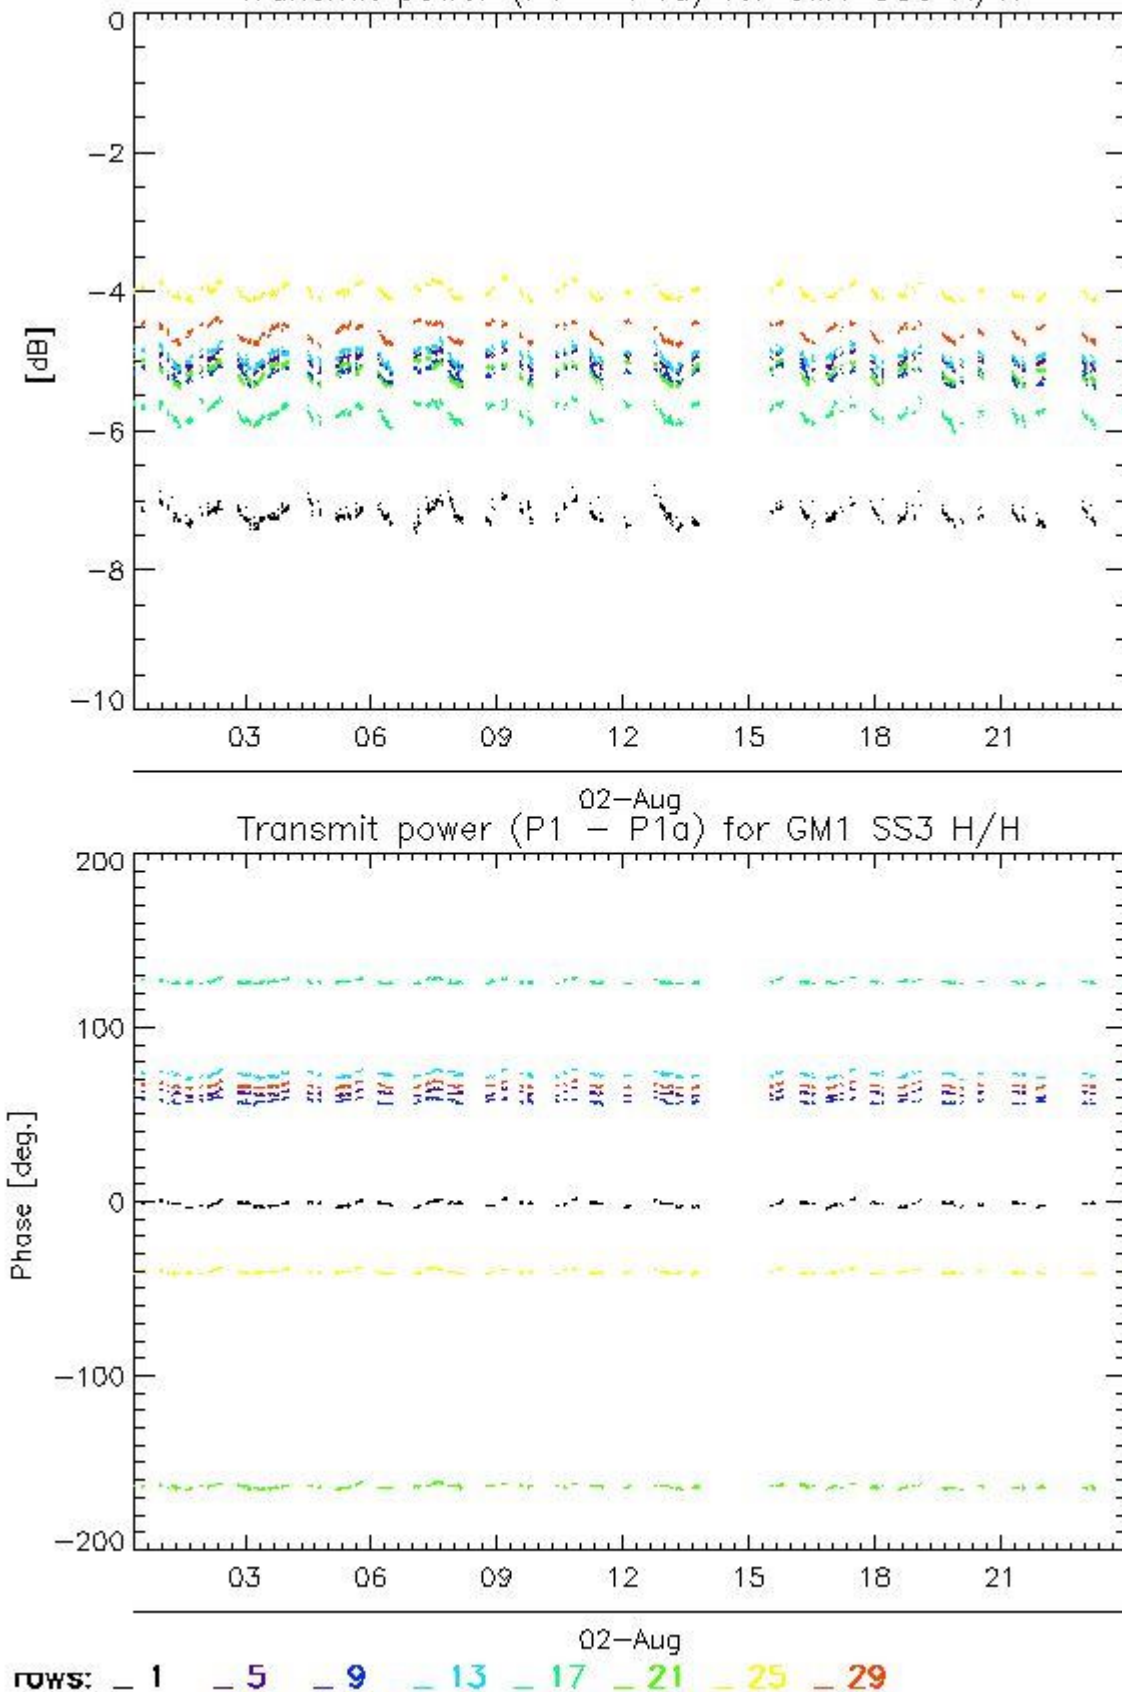 0
-2
-4
[dB]
-6
-8
-10
03 06 09 12 15 18 21
02-Aug
Transmit power (P1 - P1a) for GM1 SS3 H/H
200
100
0
Phase [deg.]
-100
-200
03 06 09 12 15 18 21
02-Aug
rows: _ 1 _ 5 _ 9 _ 13 _ 17 _ 21 _ 25 _ 29